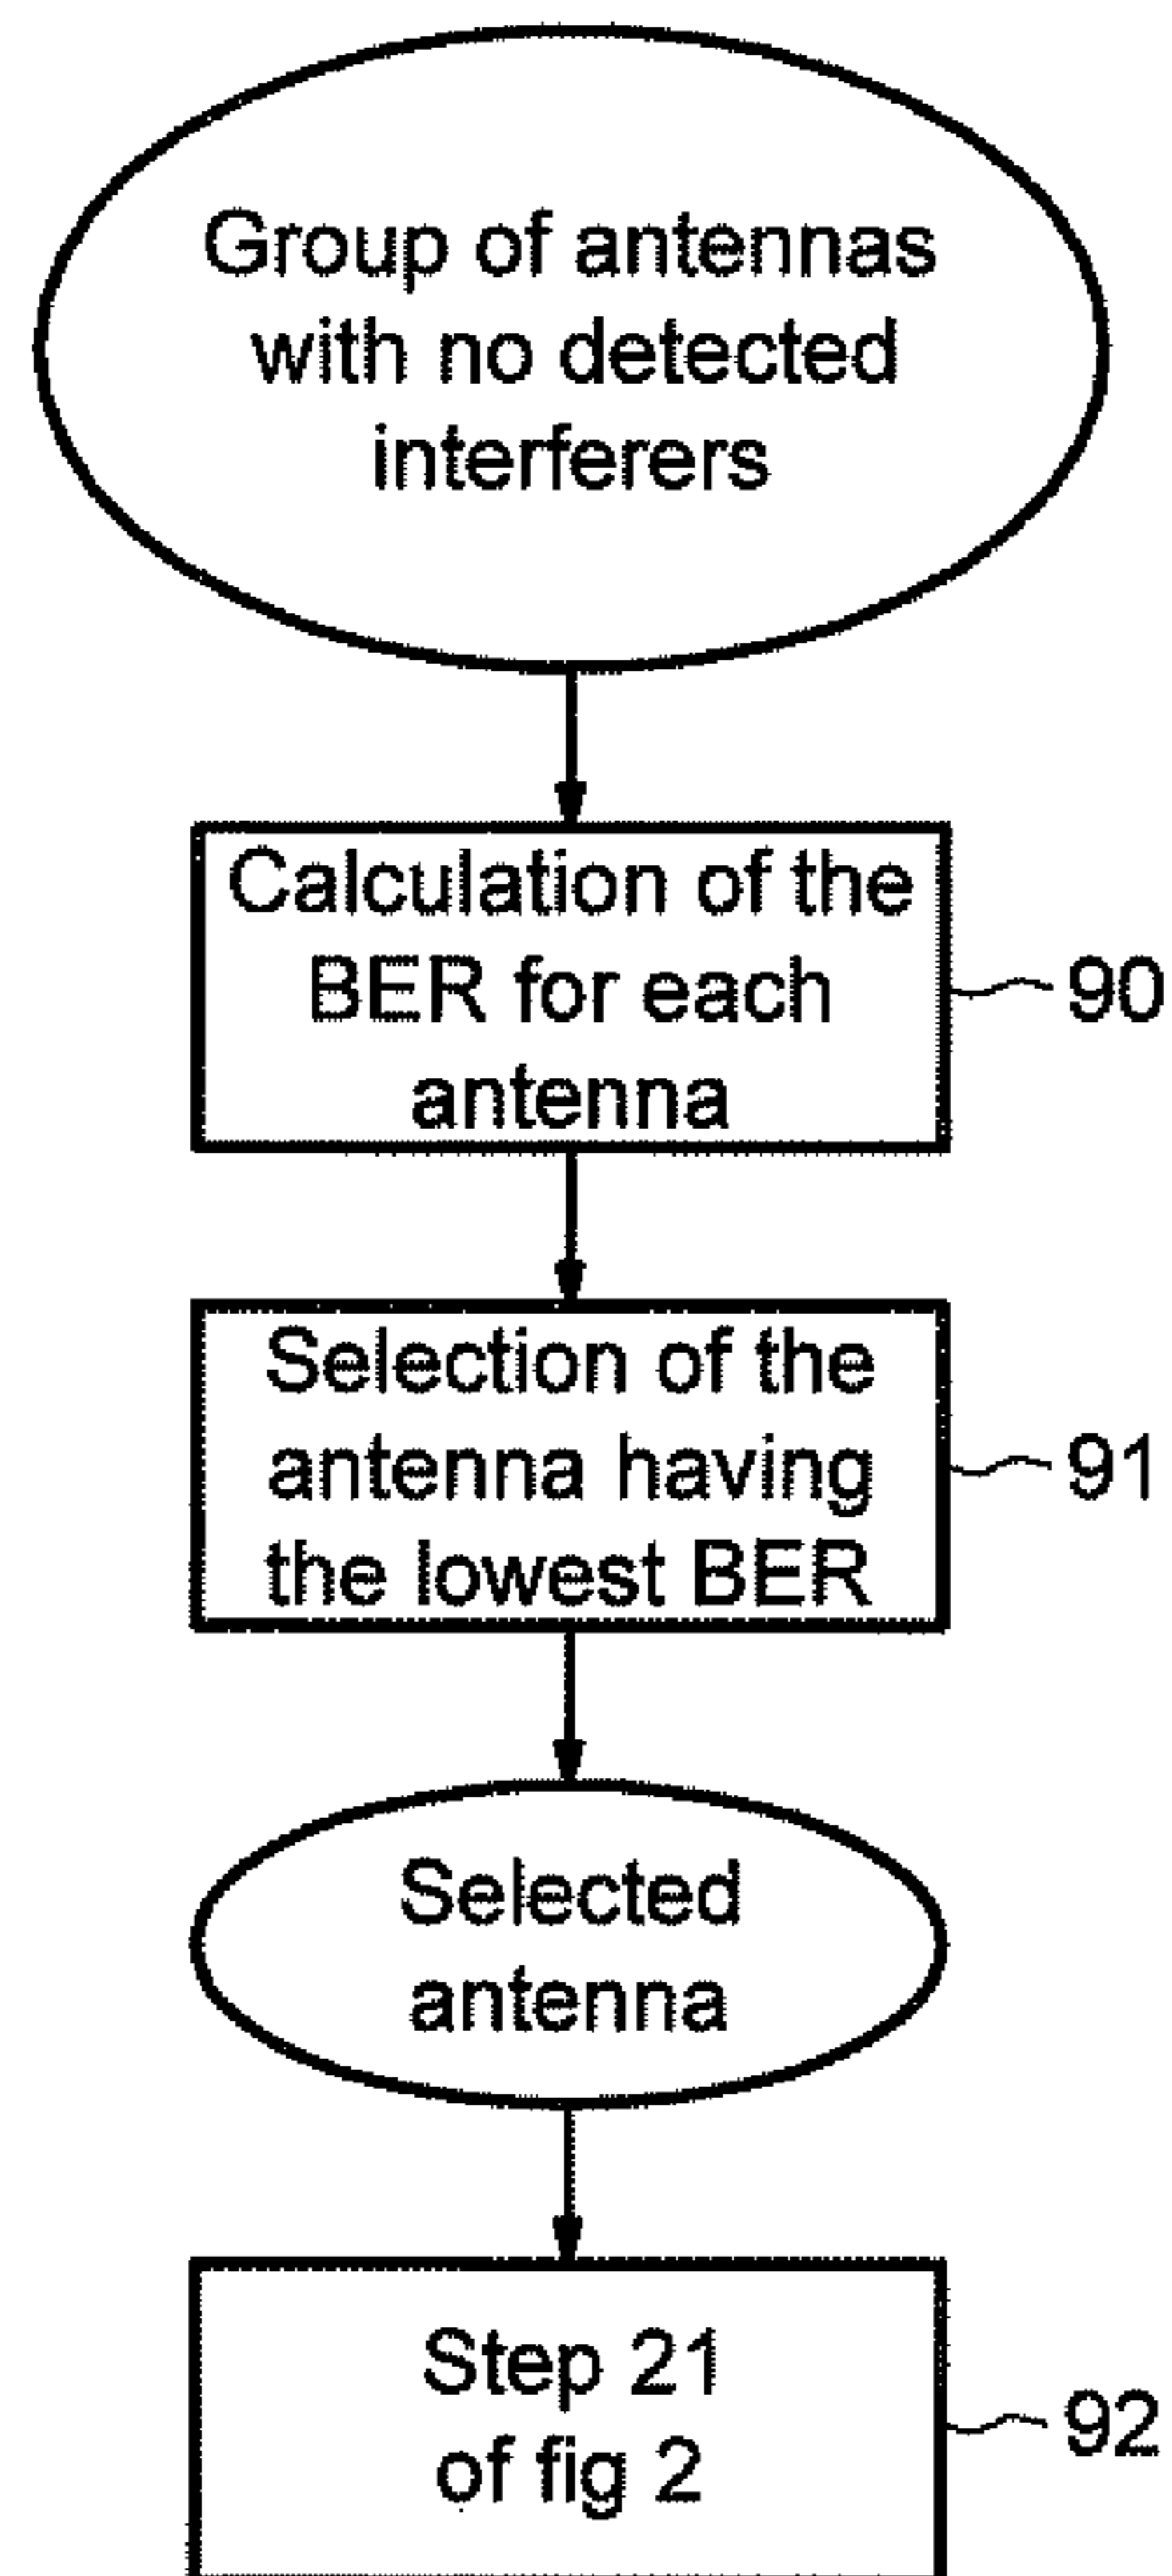 Group of antennas
with no detected
interferers
Calculation of the
BER for each
antenna
90
Selection of the
antenna having
the lowest BER
91
Selected
antenna
Step 21
of fig 2
92